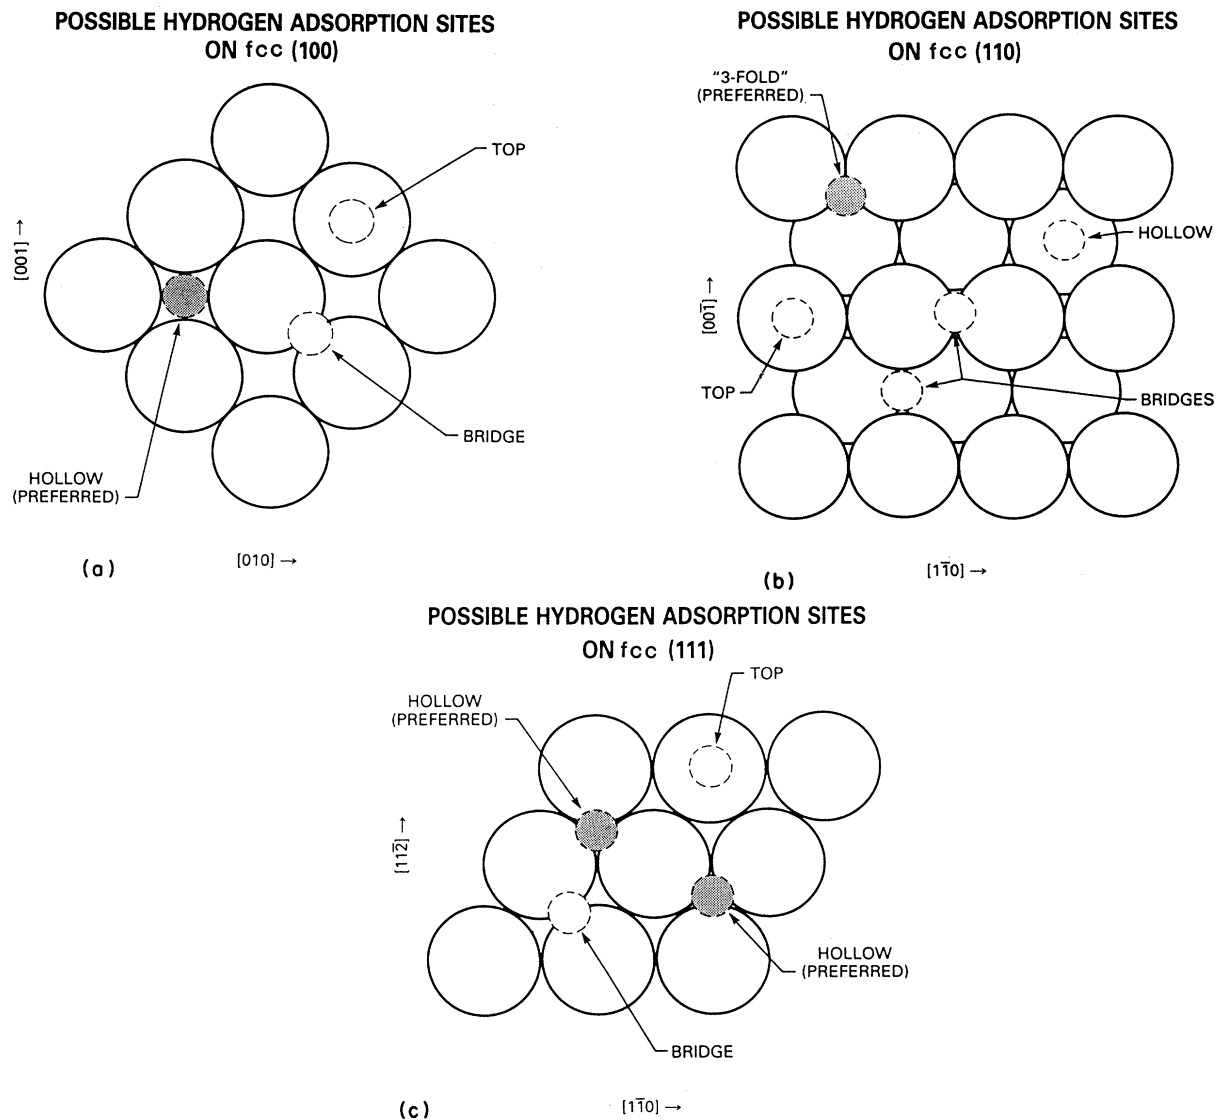 POSSIBLE HYDROGEN ADSORPTION SITES
ON fcc (100)
TOP
[001] →
BRIDGE
HOLLOW
(PREFERRED)
[010] →
(a)
POSSIBLE HYDROGEN ADSORPTION SITES
ON fcc (110)
"3-FOLD"
(PREFERRED)
HOLLOW
[001̅] →
TOP
BRIDGES
[11̅0] →
(b)
POSSIBLE HYDROGEN ADSORPTION SITES
ON fcc (111)
TOP
HOLLOW
(PREFERRED)
[112̅] →
HOLLOW
(PREFERRED)
BRIDGE
[11̅0] →
(c)